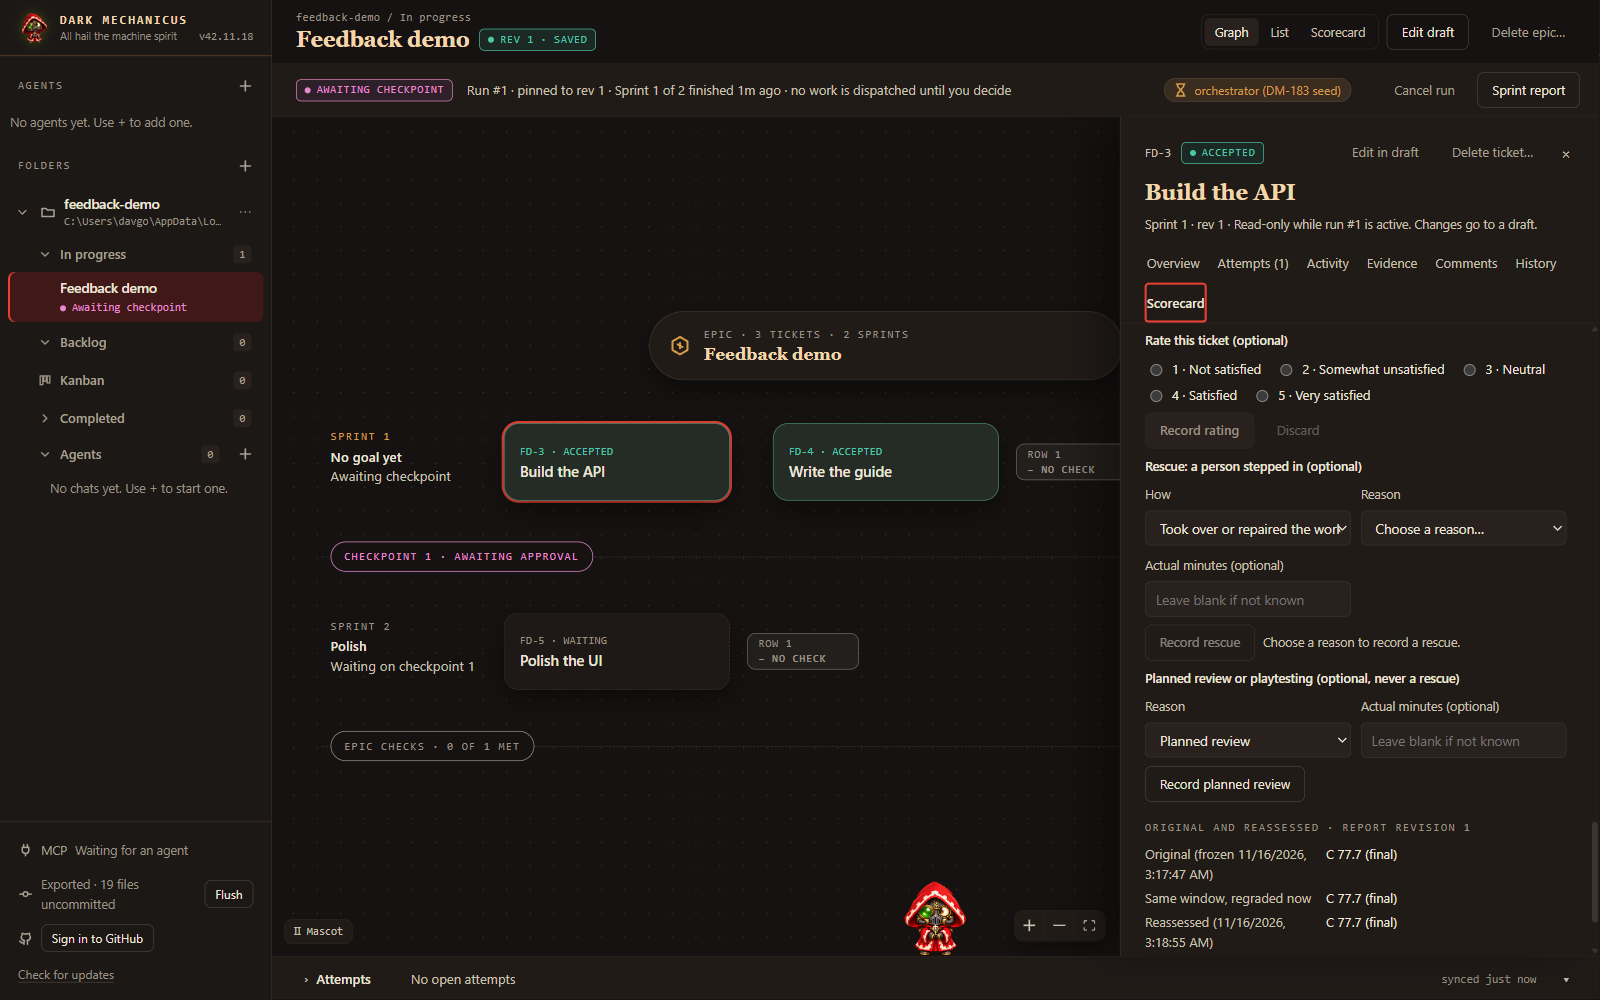 DARK MECHANICUS
All hail the machine spirit v42.11.18
AGENTS
No agents yet. Use + to add one.
FOLDERS
feedback-demo
C:\Users\davgo\AppData\Lo…
In progress 1
Feedback demo
Awaiting checkpoint
Backlog 0
Kanban 0
Completed 0
Agents 0
No chats yet. Use + to start one.
MCP Waiting for an agent
Exported · 19 files
uncommitted
Flush
Sign in to GitHub
Check for updates
feedback-demo / In progress
Feedback demo
REV 1 · SAVED
Graph List Scorecard
Edit draft
Delete epic...
AWAITING CHECKPOINT
Run #1 · pinned to rev 1 · Sprint 1 of 2 finished 1m ago · no work is dispatched until you decide
orchestrator (DM-183 seed)
Cancel run
Sprint report
EPIC · 3 TICKETS · 2 SPRINTS
Feedback demo
SPRINT 1
No goal yet
Awaiting checkpoint
FD-3 · ACCEPTED
Build the API
FD-4 · ACCEPTED
Write the guide
ROW 1
– NO CHECK
CHECKPOINT 1 · AWAITING APPROVAL
SPRINT 2
Polish
Waiting on checkpoint 1
FD-5 · WAITING
Polish the UI
ROW 1
– NO CHECK
EPIC CHECKS · 0 OF 1 MET
Mascot
Attempts No open attempts
synced just now
FD-3 ACCEPTED
Edit in draft
Delete ticket...
×
Build the API
Sprint 1 · rev 1 · Read-only while run #1 is active. Changes go to a draft.
Overview Attempts (1) Activity Evidence Comments History
Scorecard
Rate this ticket (optional)
1 · Not satisfied 2 · Somewhat unsatisfied 3 · Neutral
4 · Satisfied 5 · Very satisfied
Record rating Discard
Rescue: a person stepped in (optional)
How Reason
Took over or repaired the wor Choose a reason...
Actual minutes (optional)
Leave blank if not known
Record rescue Choose a reason to record a rescue.
Planned review or playtesting (optional, never a rescue)
Reason Actual minutes (optional)
Planned review Leave blank if not known
Record planned review
ORIGINAL AND REASSESSED · REPORT REVISION 1
Original (frozen 11/16/2026, C 77.7 (final)
3:17:47 AM)
Same window, regraded now C 77.7 (final)
Reassessed (11/16/2026, C 77.7 (final)
3:18:55 AM)